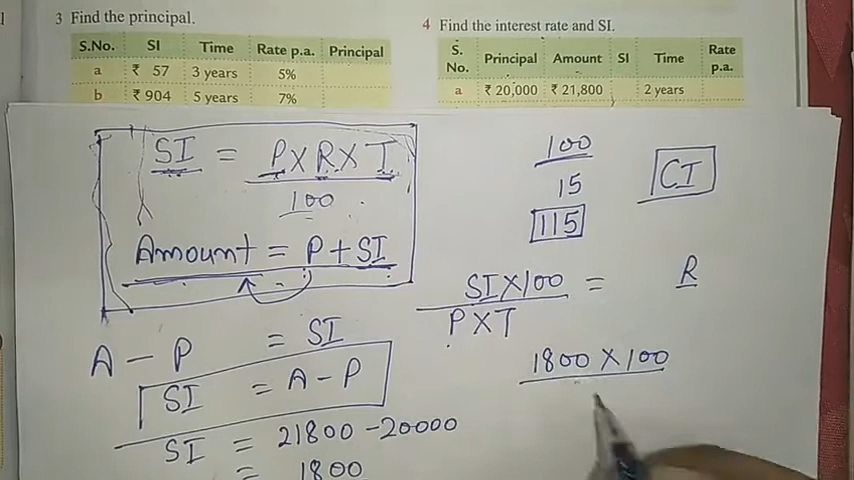 3 Find the principal.
S.No. SI Time Rate p.a. Principal
a ₹ 57 3 years 5%
b ₹ 904 5 years 7%
4 Find the interest rate and SI.
S. No. Principal Amount SI Time Rate p.a.
a ₹ 20,000 ₹ 21,800 2 years
SI = P X R X T
100
Amount = P + SI
A - P = SI
SI = A - P
SI = 21800 - 20000
= 1800
100
15
115
CI
SI X 100 = R
P X T
1800 X 100